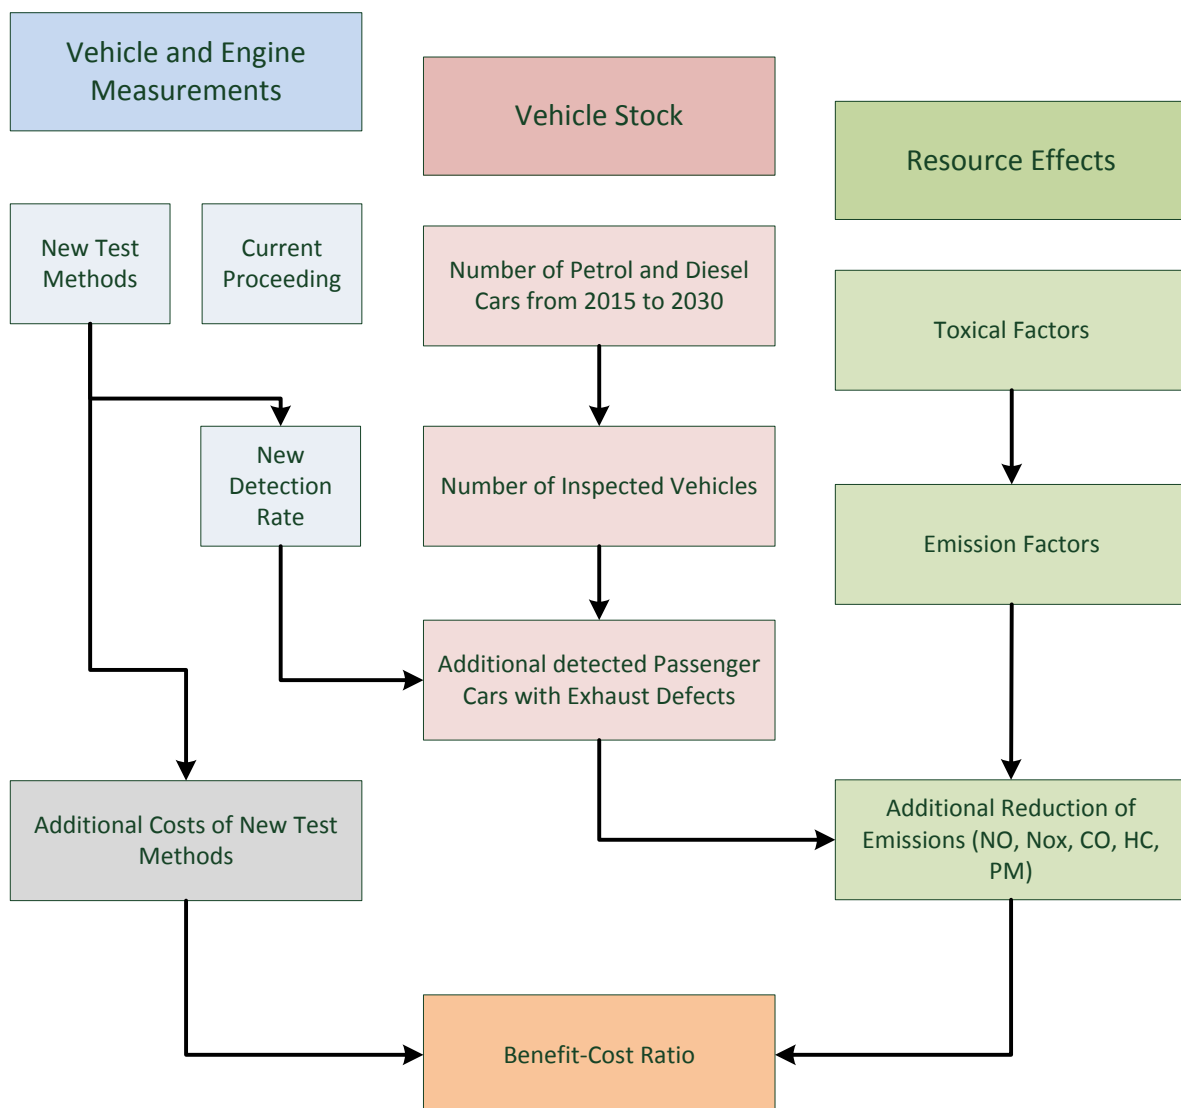 Vehicle and Engine
Measurements
Vehicle Stock
Resource Effects
New Test
Methods
Current
Proceeding
Number of Petrol and Diesel
Cars from 2015 to 2030
Toxical Factors
New
Detection
Rate
Number of Inspected Vehicles
Emission Factors
Additional detected Passenger
Cars with Exhaust Defects
Additional Costs of New Test
Methods
Additional Reduction of
Emissions (NO, Nox, CO, HC,
PM)
Benefit-Cost Ratio